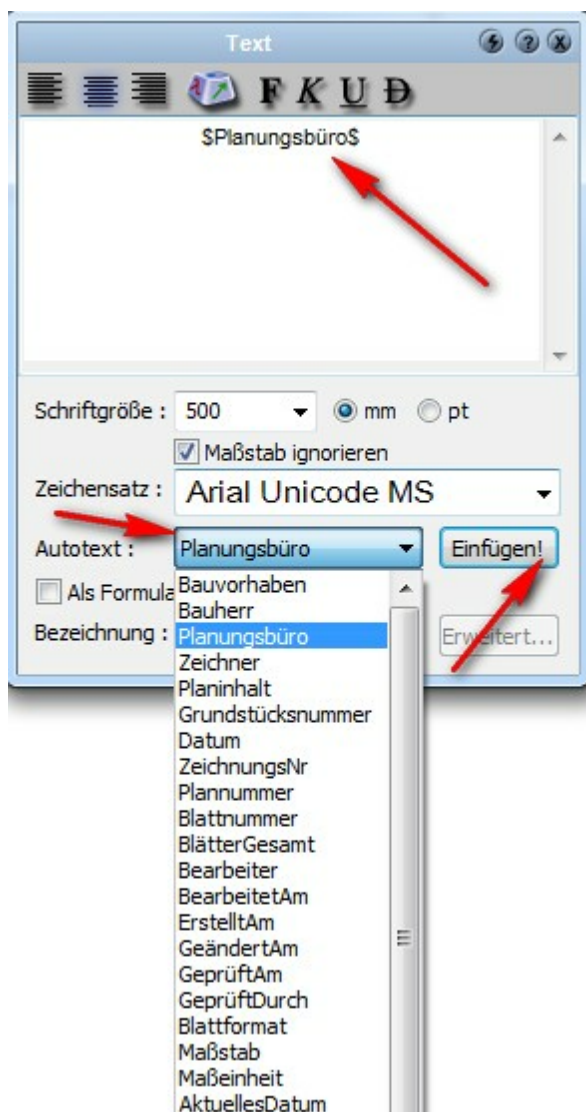 Text
F K U D
$Planungsbüro$
Schriftgröße : 500 mm pt
Maßstab ignorieren
Zeichensatz : Arial Unicode MS
Autotext : Planungsbüro Einfügen!
Als Formula
Bezeichnung : Erweitert...
Bauvorhaben
Bauherr
Planungsbüro
Zeichner
Planinhalt
Grundstücksnummer
Datum
ZeichnungsNr
Plannummer
Blattnummer
BlätterGesamt
Bearbeiter
BearbeitetAm
ErstelltAm
GeändertAm
GeprüftAm
GeprüftDurch
Blattformat
Maßstab
Maßeinheit
AktuellesDatum